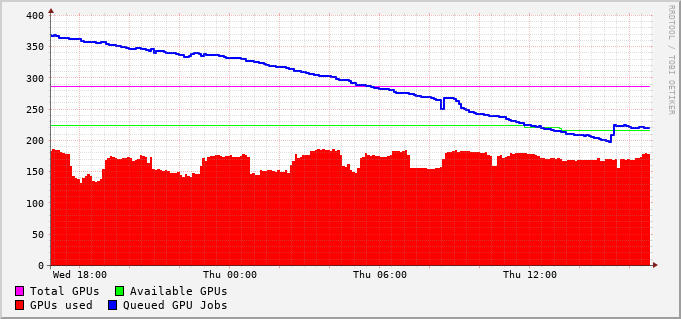 400
350
300
250
200
150
100
50
0
Wed 18:00 Thu 00:00 Thu 06:00 Thu 12:00
Total GPUs Available GPUs
GPUs used Queued GPU Jobs
RRDTOOL / TOBI OETIKER